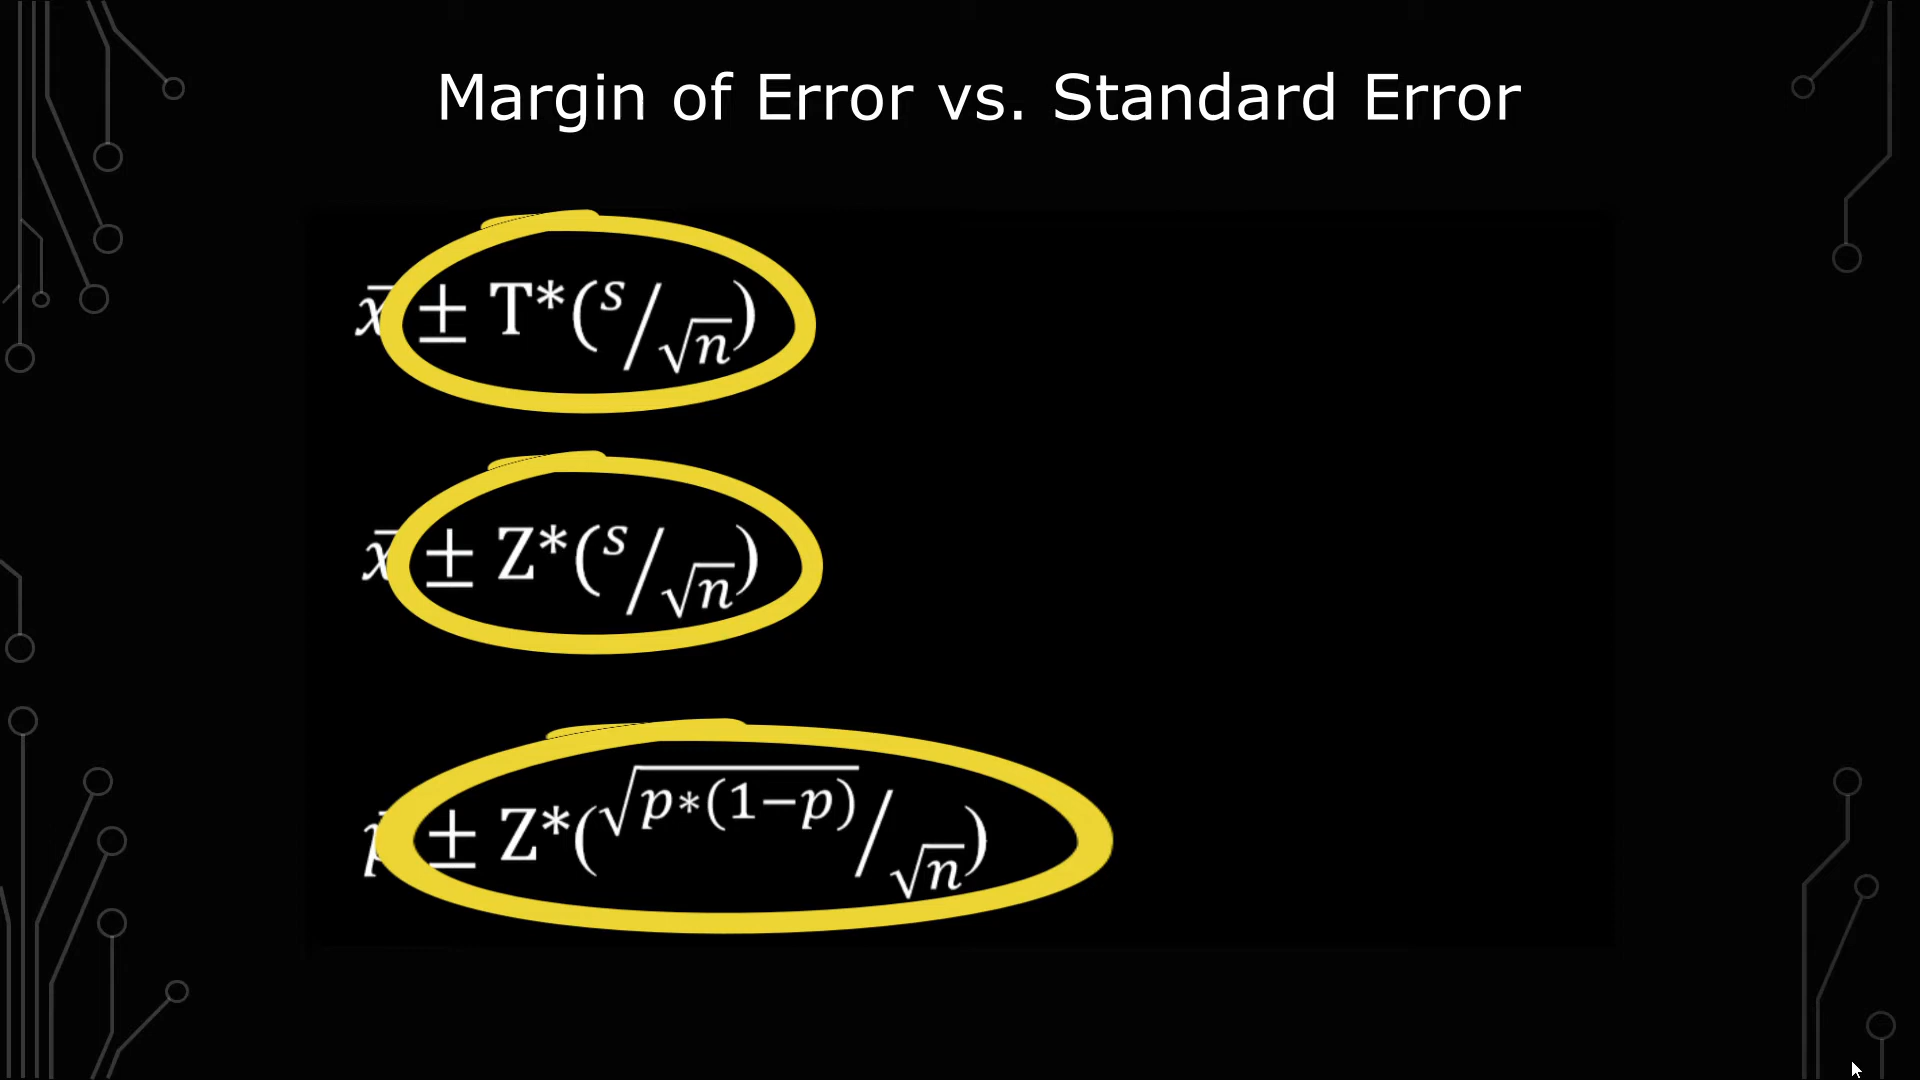 Margin of Error vs. Standard Error
x̄ ± T*(s/√n)
x̄ ± Z*(s/√n)
p̄ ± Z*(√p*(1−p)/√n)